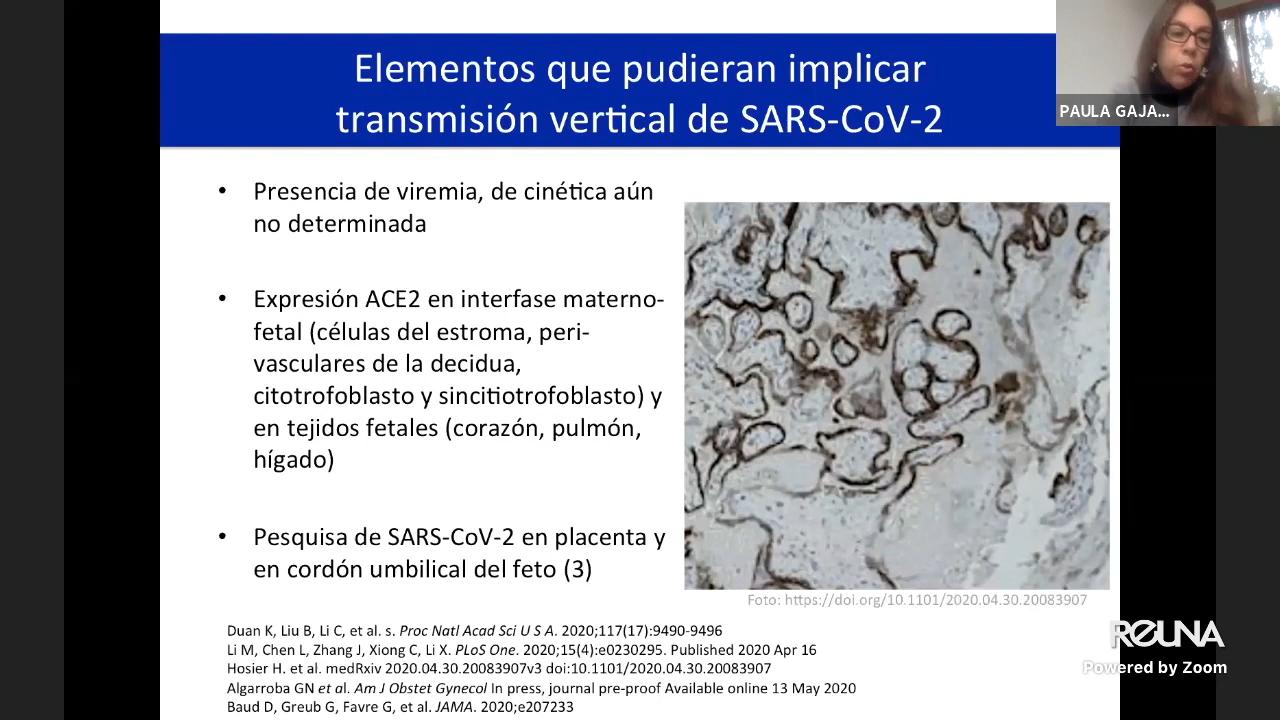 Elementos que pudieran implicar
transmisión vertical de SARS-CoV-2
PAULA GAJA...
• Presencia de viremia, de cinética aún
no determinada
• Expresión ACE2 en interfase materno-
fetal (células del estroma, peri-
vasculares de la decidua,
citotrofoblasto y sincitiotrofoblasto) y
en tejidos fetales (corazón, pulmón,
hígado)
• Pesquisa de SARS-CoV-2 en placenta y
en cordón umbilical del feto (3)
Foto: https://doi.org/10.1101/2020.04.30.20083907
Duan K, Liu B, Li C, et al. s. Proc Natl Acad Sci U S A. 2020;117(17):9490-9496
Li M, Chen L, Zhang J, Xiong C, Li X. PLoS One. 2020;15(4):e0230295. Published 2020 Apr 16
Hosier H. et al. medRxiv 2020.04.30.20083907v3 doi:10.1101/2020.04.30.20083907
Algarroba GN et al. Am J Obstet Gynecol In press, journal pre-proof Available online 13 May 2020
Baud D, Greub G, Favre G, et al. JAMA. 2020;e207233
REUNA
Powered by Zoom